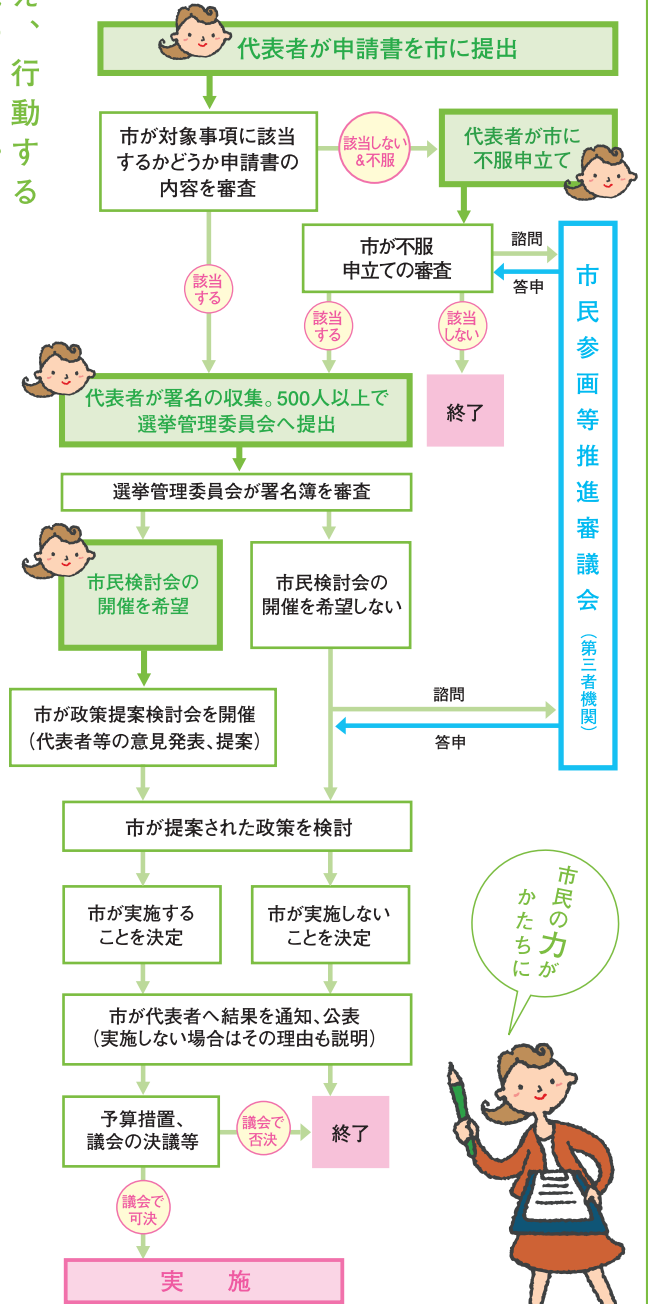 、行動する
代表者が申請書を市に提出
市が対象事項に該当
するかどうか申請書の
内容を審査
該当しない
&不服
代表者が市に
不服申立て
市が不服
申立ての審査
諮問
答申
該当
する
該当
する
該当
しない
市民参画等推進審議会(第三者機関)
代表者が署名の収集。500人以上で
選挙管理委員会へ提出
終了
選挙管理委員会が署名簿を審査
市民検討会の
開催を希望
市民検討会の
開催を希望しない
市が政策提案検討会を開催
(代表者等の意見発表、提案)
諮問
答申
市が提案された政策を検討
市が実施する
ことを決定
市が実施しない
ことを決定
市が代表者へ結果を通知、公表
(実施しない場合はその理由も説明)
予算措置、
議会の決議等
議会で
否決
終了
議会で
可決
実施
市民の力が
かたちに